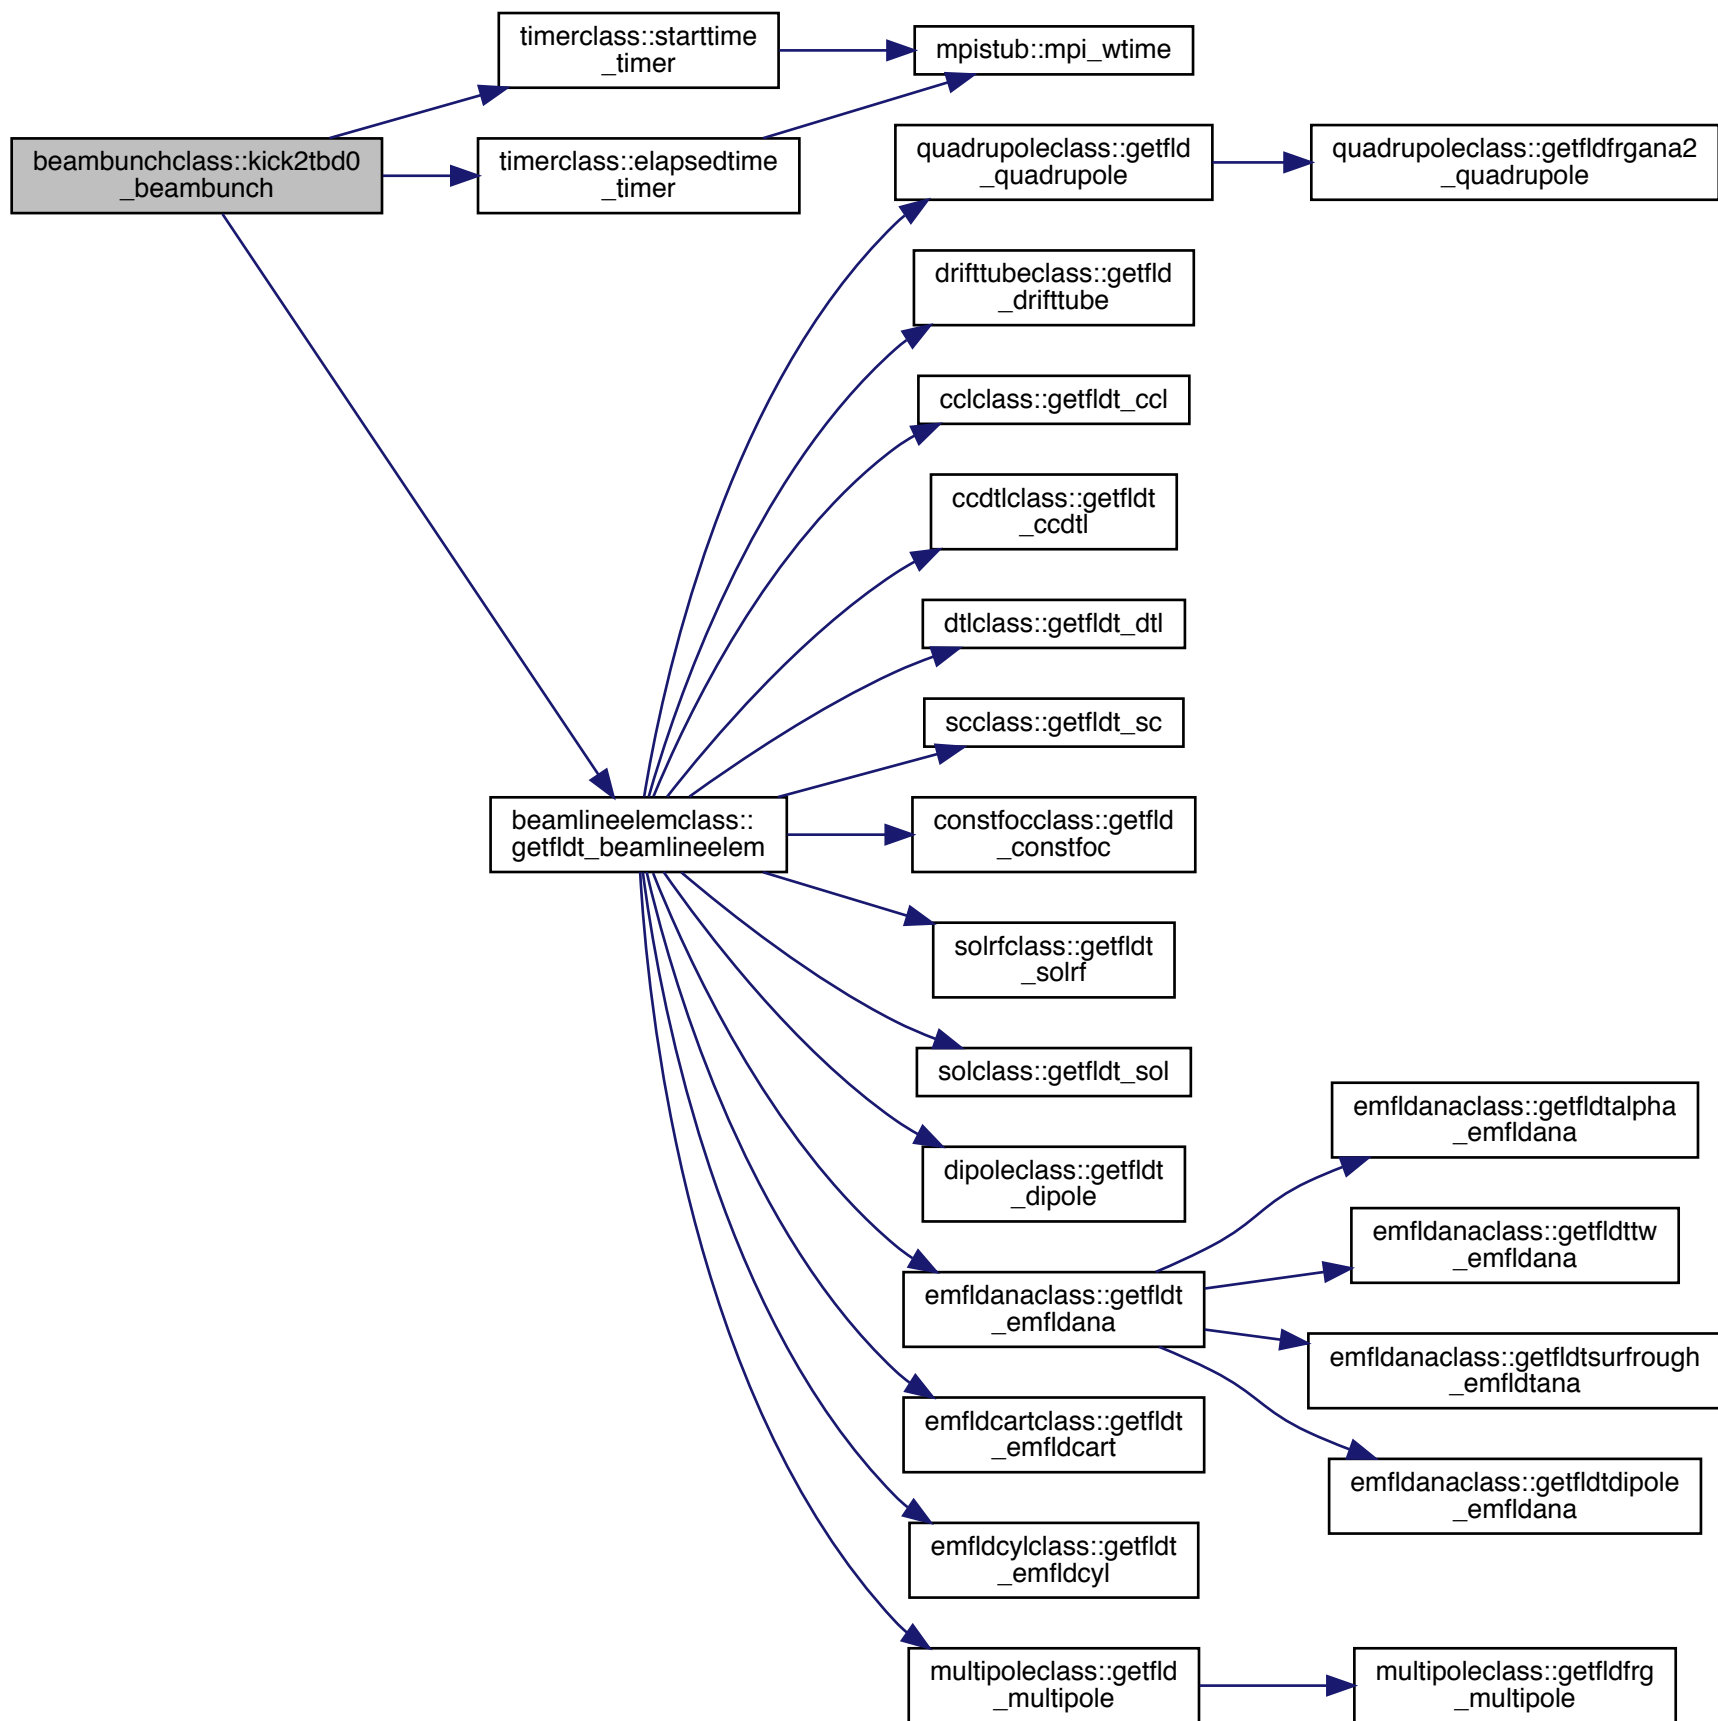 timerclass::starttime
_timer
mpistub::mpi_wtime
beambunchclass::kick2tbd0
_beambunch
timerclass::elapsedtime
_timer
quadrupoleclass::getfld
_quadrupole
quadrupoleclass::getfldfrgana2
_quadrupole
drifttubeclass::getfld
_drifttube
cclclass::getfldt_ccl
ccdtlclass::getfldt
_ccdtl
dtlclass::getfldt_dtl
scclass::getfldt_sc
beamlineelemclass::
getfldt_beamlineelem
constfocclass::getfld
_constfoc
solrfclass::getfldt
_solrf
solclass::getfldt_sol
dipoleclass::getfldt
_dipole
emfldanaclass::getfldtalpha
_emfldana
emfldanaclass::getfldttw
_emfldana
emfldanaclass::getfldt
_emfldana
emfldanaclass::getfldtsurfrough
_emfldtana
emfldcartclass::getfldt
_emfldcart
emfldanaclass::getfldtdipole
_emfldana
emfldcylclass::getfldt
_emfldcyl
multipoleclass::getfld
_multipole
multipoleclass::getfldfrg
_multipole